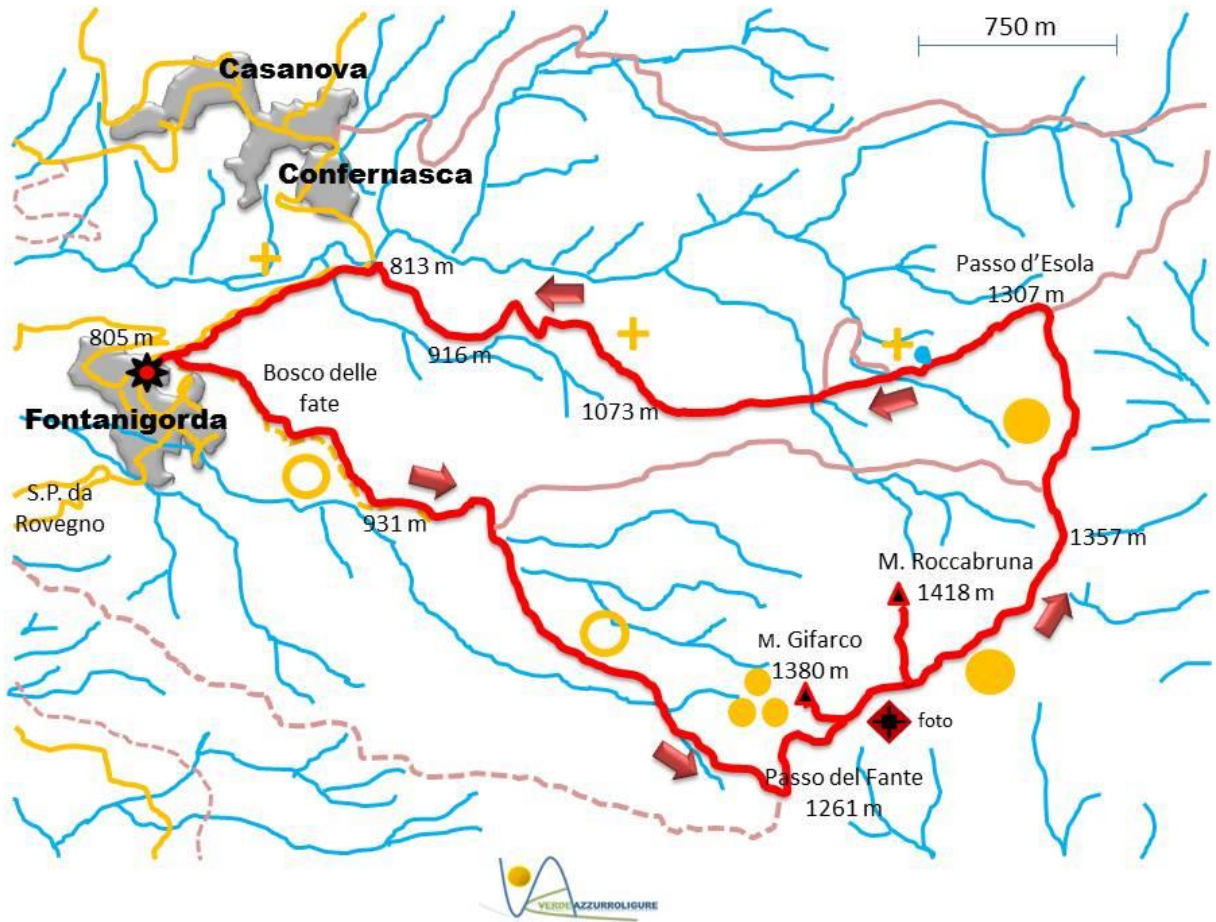 750 m
Casanova
Confernasca
813 m
Passo d'Esola
1307 m
805 m
916 m
Bosco delle
fate
1073 m
Fontanigorda
S.P. da
Rovegno
931 m
1357 m
M. Roccabruna
1418 m
M. Gifarco
1380 m
foto
Passo del Fante
1261 m
VERDEAZZURROLIGURE